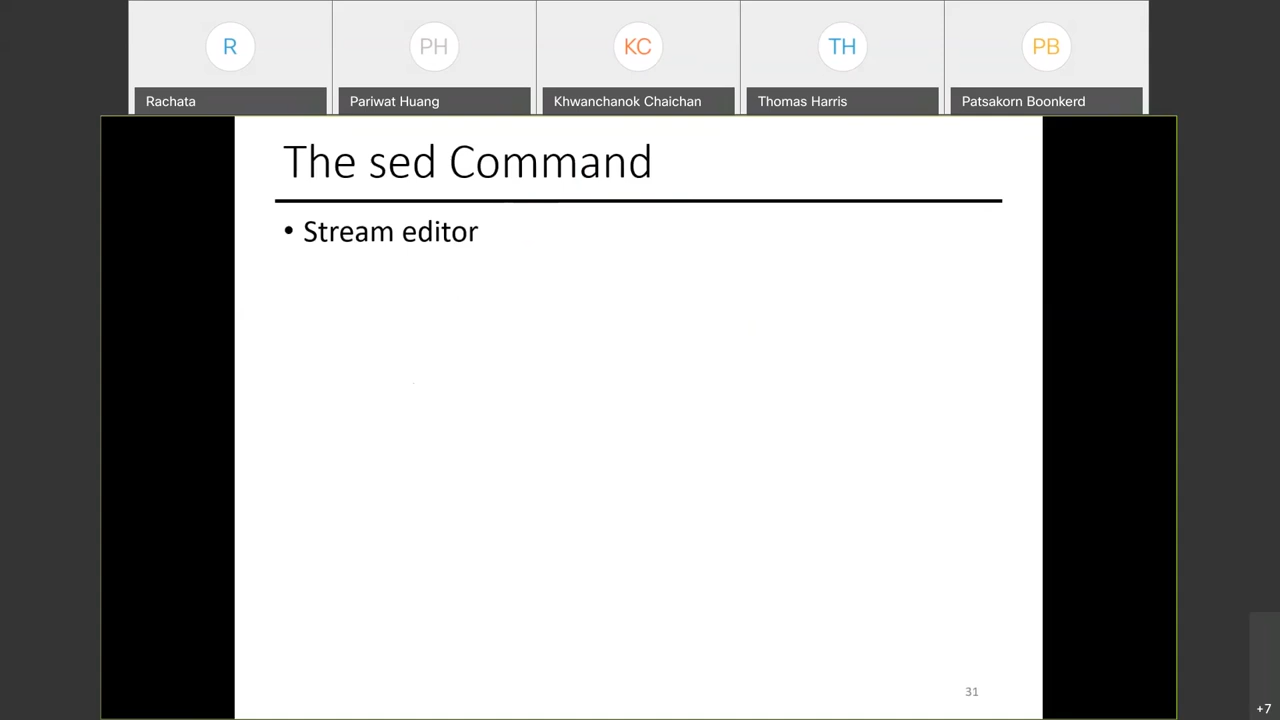 R
PH
KC
TH
PB
Rachata
Pariwat Huang
Khwanchanok Chaichan
Thomas Harris
Patsakorn Boonkerd
The sed Command
• Stream editor
31
+7